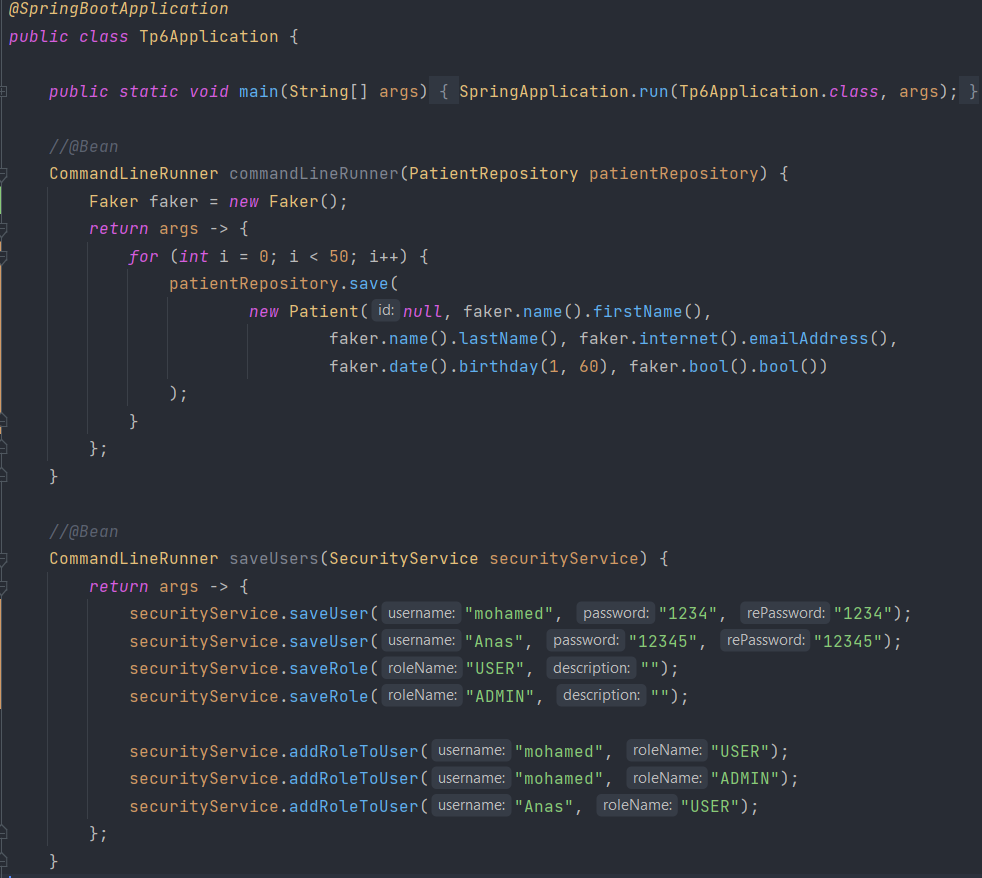 @SpringBootApplication
public class Tp6Application {
public static void main(String[] args) { SpringApplication.run(Tp6Application.class, args); }
//@Bean
CommandLineRunner commandLineRunner(PatientRepository patientRepository) {
Faker faker = new Faker();
return args -> {
for (int i = 0; i < 50; i++) {
patientRepository.save(
new Patient( id: null, faker.name().firstName(),
faker.name().lastName(), faker.internet().emailAddress(),
faker.date().birthday(1, 60), faker.bool().bool())
);
}
};
}
//@Bean
CommandLineRunner saveUsers(SecurityService securityService) {
return args -> {
securityService.saveUser( username: "mohamed", password: "1234", rePassword: "1234");
securityService.saveUser( username: "Anas", password: "12345", rePassword: "12345");
securityService.saveRole( roleName: "USER", description: "");
securityService.saveRole( roleName: "ADMIN", description: "");
securityService.addRoleToUser( username: "mohamed", roleName: "USER");
securityService.addRoleToUser( username: "mohamed", roleName: "ADMIN");
securityService.addRoleToUser( username: "Anas", roleName: "USER");
};
}